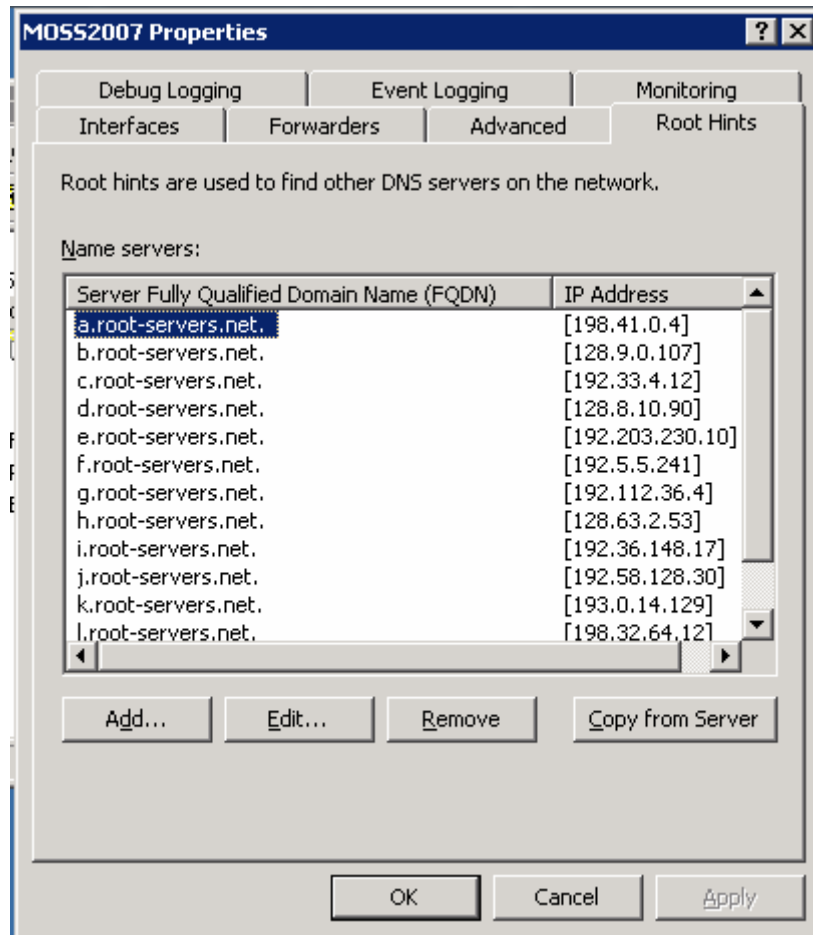 MOSS2007 Properties
Debug Logging Event Logging Monitoring
Interfaces Forwarders Advanced Root Hints
Root hints are used to find other DNS servers on the network.
Name servers:
Server Fully Qualified Domain Name (FQDN) IP Address
a.root-servers.net. [198.41.0.4]
b.root-servers.net. [128.9.0.107]
c.root-servers.net. [192.33.4.12]
d.root-servers.net. [128.8.10.90]
e.root-servers.net. [192.203.230.10]
f.root-servers.net. [192.5.5.241]
g.root-servers.net. [192.112.36.4]
h.root-servers.net. [128.63.2.53]
i.root-servers.net. [192.36.148.17]
j.root-servers.net. [192.58.128.30]
k.root-servers.net. [193.0.14.129]
l.root-servers.net. [198.32.64.12]
Add... Edit... Remove Copy from Server
OK Cancel Apply